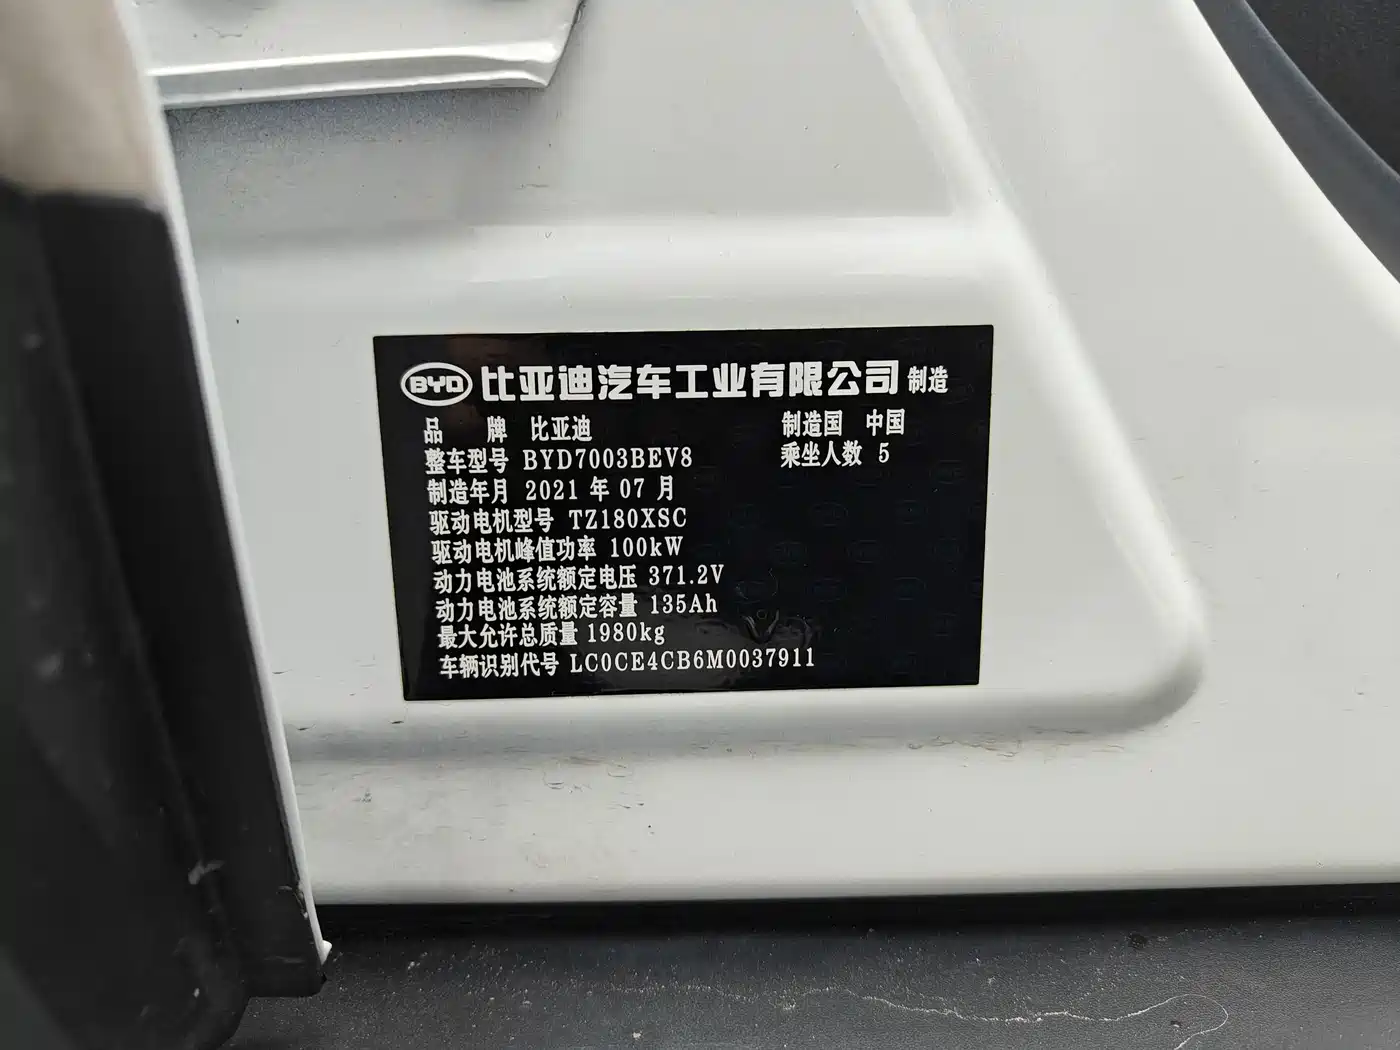 BYD 比亚迪汽车工业有限公司 制造
品 牌 比亚迪 制造国 中国
整车型号 BYD7003BEV8 乘坐人数 5
制造年月 2021 年 07 月
驱动电机型号 TZ180XSC
驱动电机峰值功率 100kW
动力电池系统额定电压 371.2V
动力电池系统额定容量 135Ah
最大允许总质量 1980kg
车辆识别代号 LC0CE4CB6M0037911